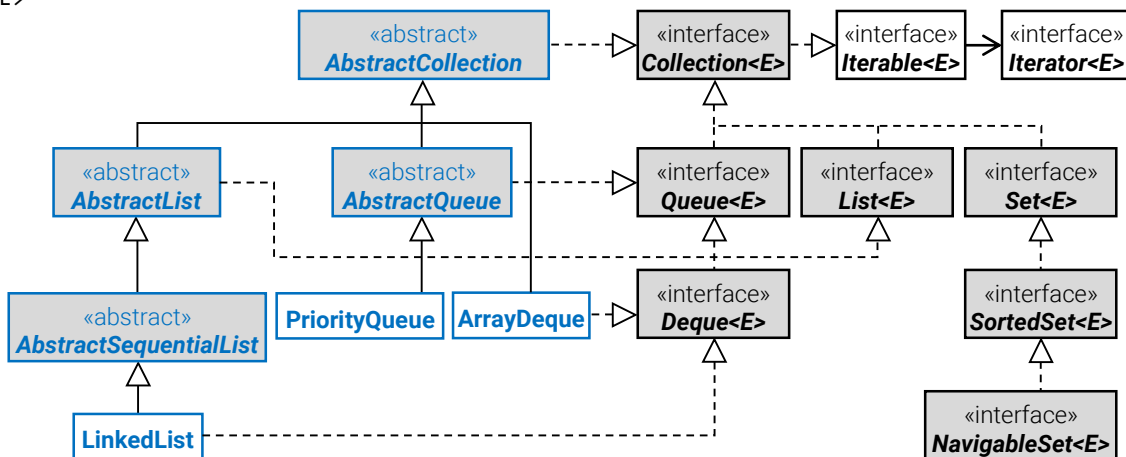 «abstract»
AbstractCollection
«interface»
Collection<E>
«interface»
Iterable<E>
«interface»
Iterator<E>
«abstract»
AbstractList
«abstract»
AbstractQueue
«interface»
Queue<E>
«interface»
List<E>
«interface»
Set<E>
«abstract»
AbstractSequentialList
PriorityQueue
ArrayDeque
«interface»
Deque<E>
«interface»
SortedSet<E>
LinkedList
«interface»
NavigableSet<E>